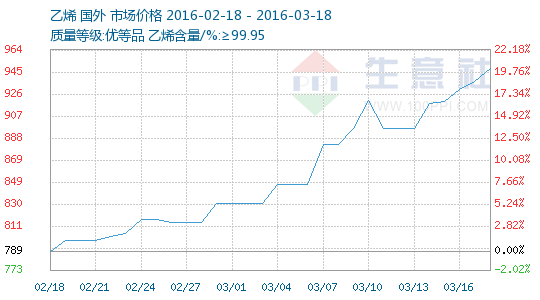 乙烯 国外 市场价格 2016-02-18 - 2016-03-18
质量等级:优等品 乙烯含量/%:≥99.95
964 22.18%
945 19.76%
926 17.34%
907 14.92%
888 12.50%
869 10.08%
849 7.66%
830 5.24%
811 2.82%
789 0.00%
773 -2.02%
生意社
PPI
www.100PPI.com
02/18 02/21 02/24 02/27 03/01 03/04 03/07 03/10 03/13 03/16